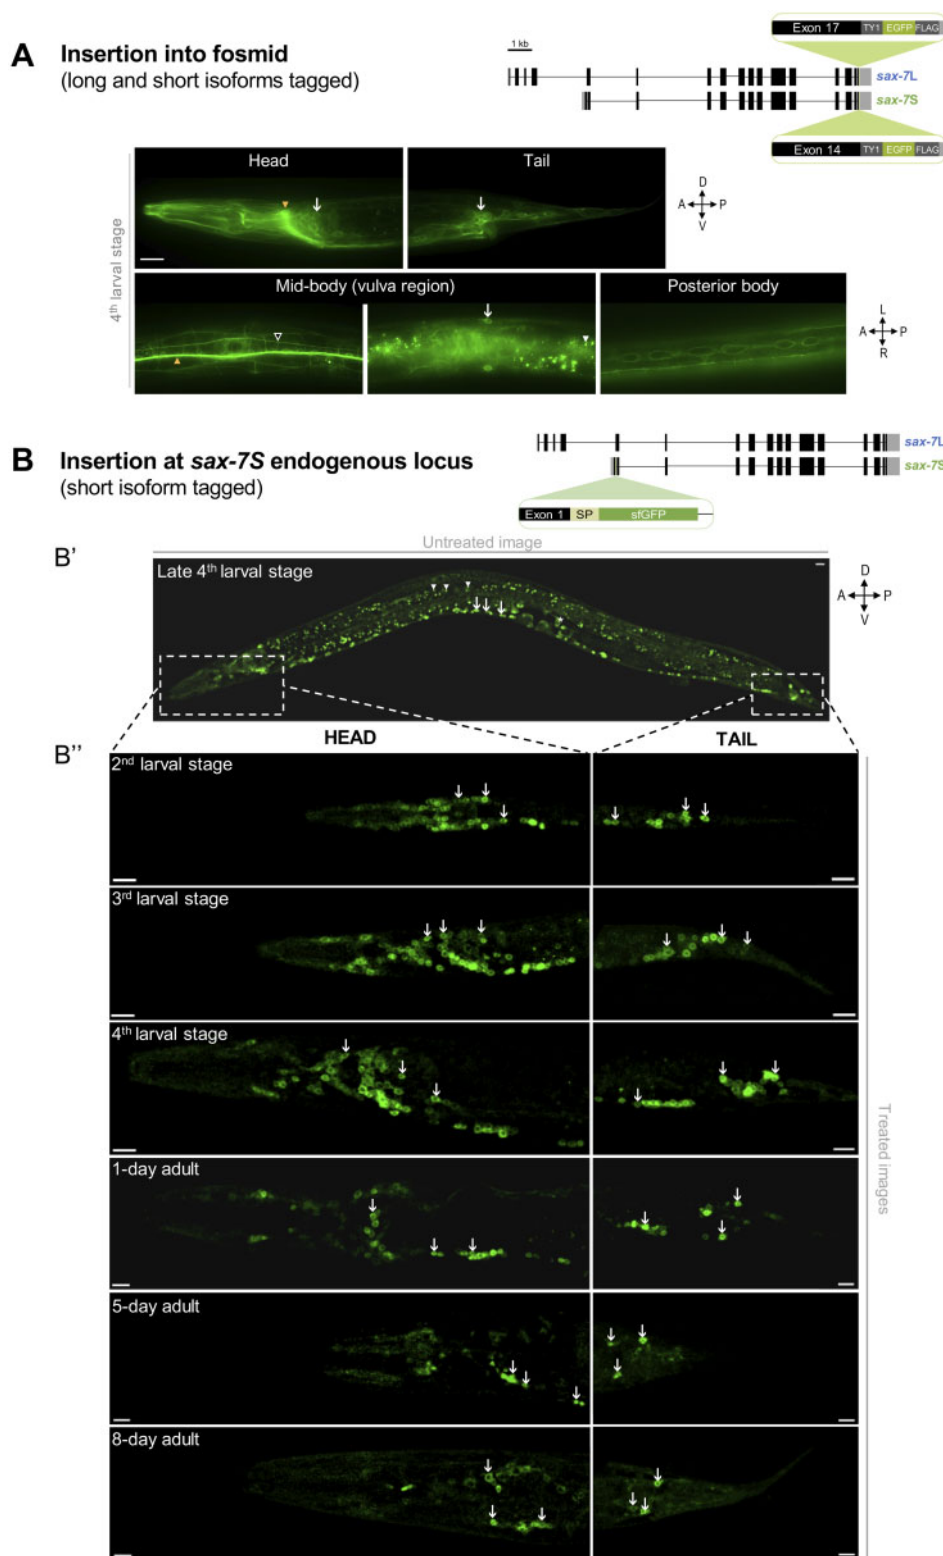 A Insertion into fosmid
(long and short isoforms tagged)
1 kb
Exon 17 TY1 EGFP FLAG
sax-7L
sax-7S
Exon 14 TY1 EGFP FLAG
4th larval stage
Head
Tail
D
A P
V
Mid-body (vulva region)
Posterior body
L
A P
R
B Insertion at sax-7S endogenous locus
(short isoform tagged)
sax-7L
sax-7S
Exon 1 SP sfGFP
B'
Untreated image
Late 4th larval stage
*
D
A P
V
B''
HEAD
TAIL
2nd larval stage
3rd larval stage
4th larval stage
1-day adult
5-day adult
8-day adult
Treated images